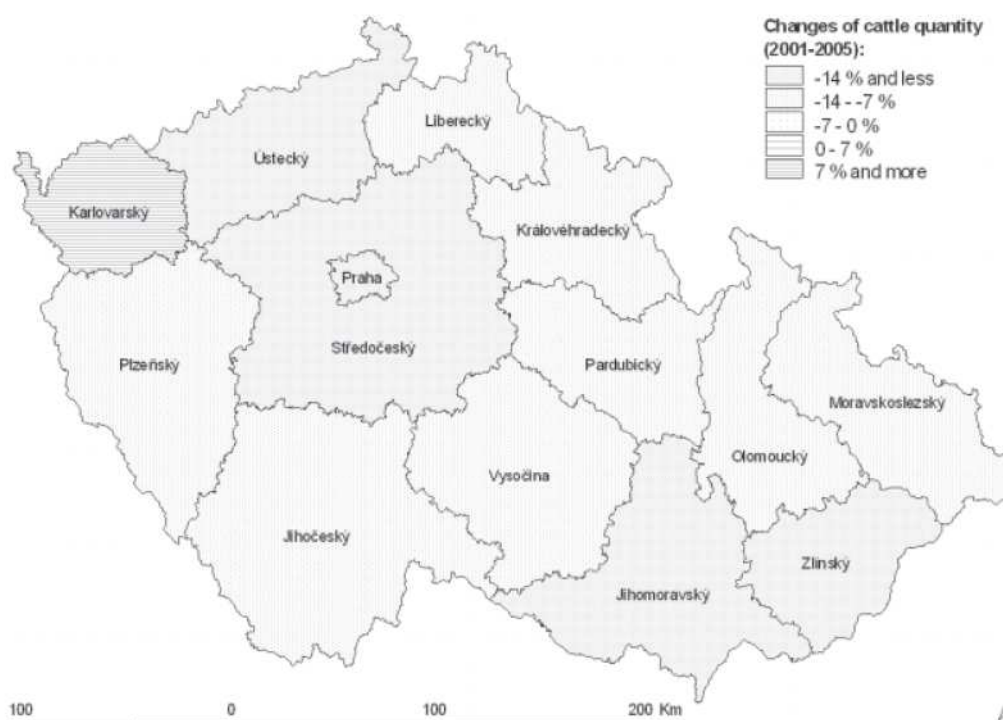 Changes of cattle quantity
(2001-2005):
-14 % and less
-14 - -7 %
-7 - 0 %
0 - 7 %
7 % and more
Liberecký
Ústecký
Karlovarský
Královéhradecký
Praha
Středočeský
Plzeňský
Pardubický
Moravskoslezský
Olomoucký
Vysočina
Jihočeský
Zlínský
Jihomoravský
100 0 100 200 Km